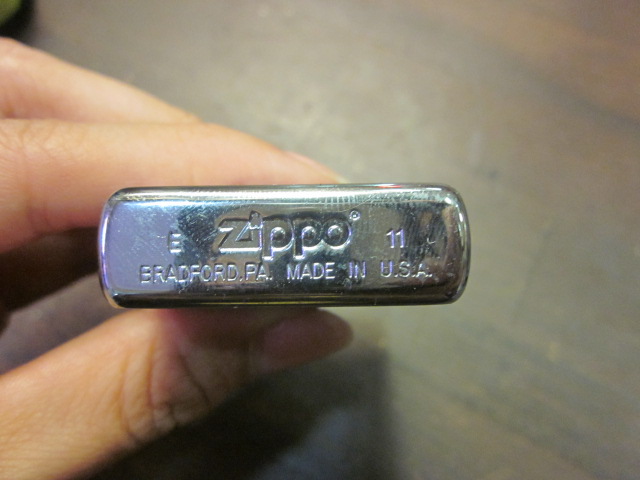 E Zippo® 11
BRADFORD, PA. MADE IN U.S.A.